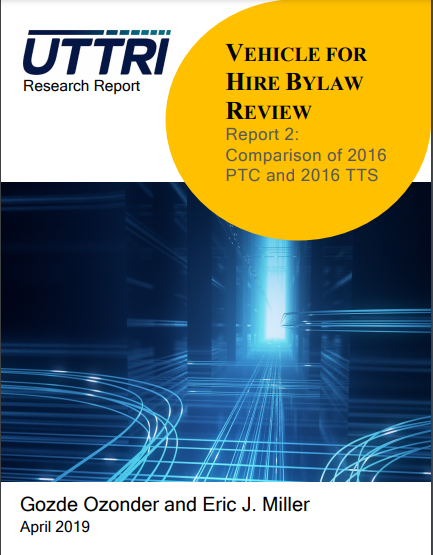 UTTRI
Research Report
VEHICLE FOR
HIRE BYLAW
REVIEW
Report 2:
Comparison of 2016
PTC and 2016 TTS
Gozde Ozonder and Eric J. Miller
April 2019